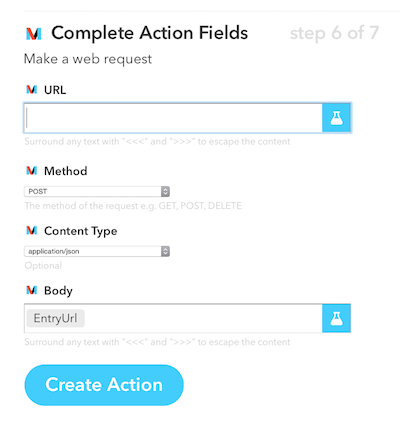 Complete Action Fields step 6 of 7
Make a web request
URL
Surround any text with "<<<" and ">>>" to escape the content
Method
POST
The method of the request e.g. GET, POST, DELETE
Content Type
application/json
Optional
Body
EntryUrl
Surround any text with "<<<" and ">>>" to escape the content
Create Action